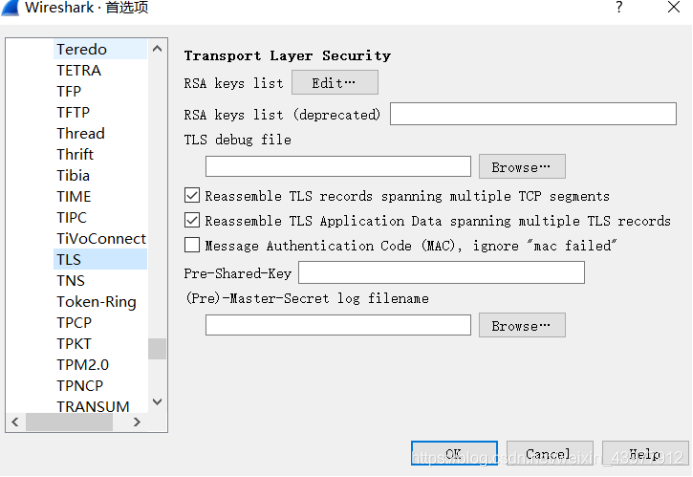 Wireshark · 首选项
?
Teredo
TETRA
TFP
TFTP
Thread
Thrift
Tibia
TIME
TIPC
TiVoConnect
TLS
TNS
Token-Ring
TPCP
TPKT
TPM2.0
TPNCP
TRANSUM
Transport Layer Security
RSA keys list Edit…
RSA keys list (deprecated)
TLS debug file
Browse…
Reassemble TLS records spanning multiple TCP segments
Reassemble TLS Application Data spanning multiple TLS records
Message Authentication Code (MAC), ignore "mac failed"
Pre-Shared-Key
(Pre)-Master-Secret log filename
Browse…
OK Cancel Help